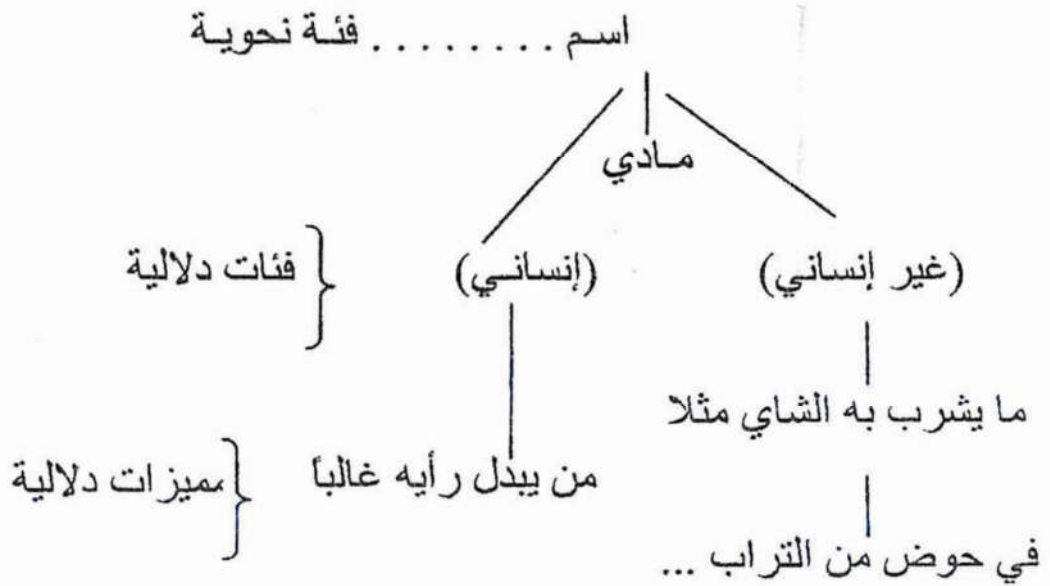 اسم ......... فئة نحوية
مادي
(غير إنساني) (إنساني) فئات دلالية
ما يشرب به الشاي مثلا
من يبدل رأيه غالباً مميزات دلالية
في حوض من التراب ...